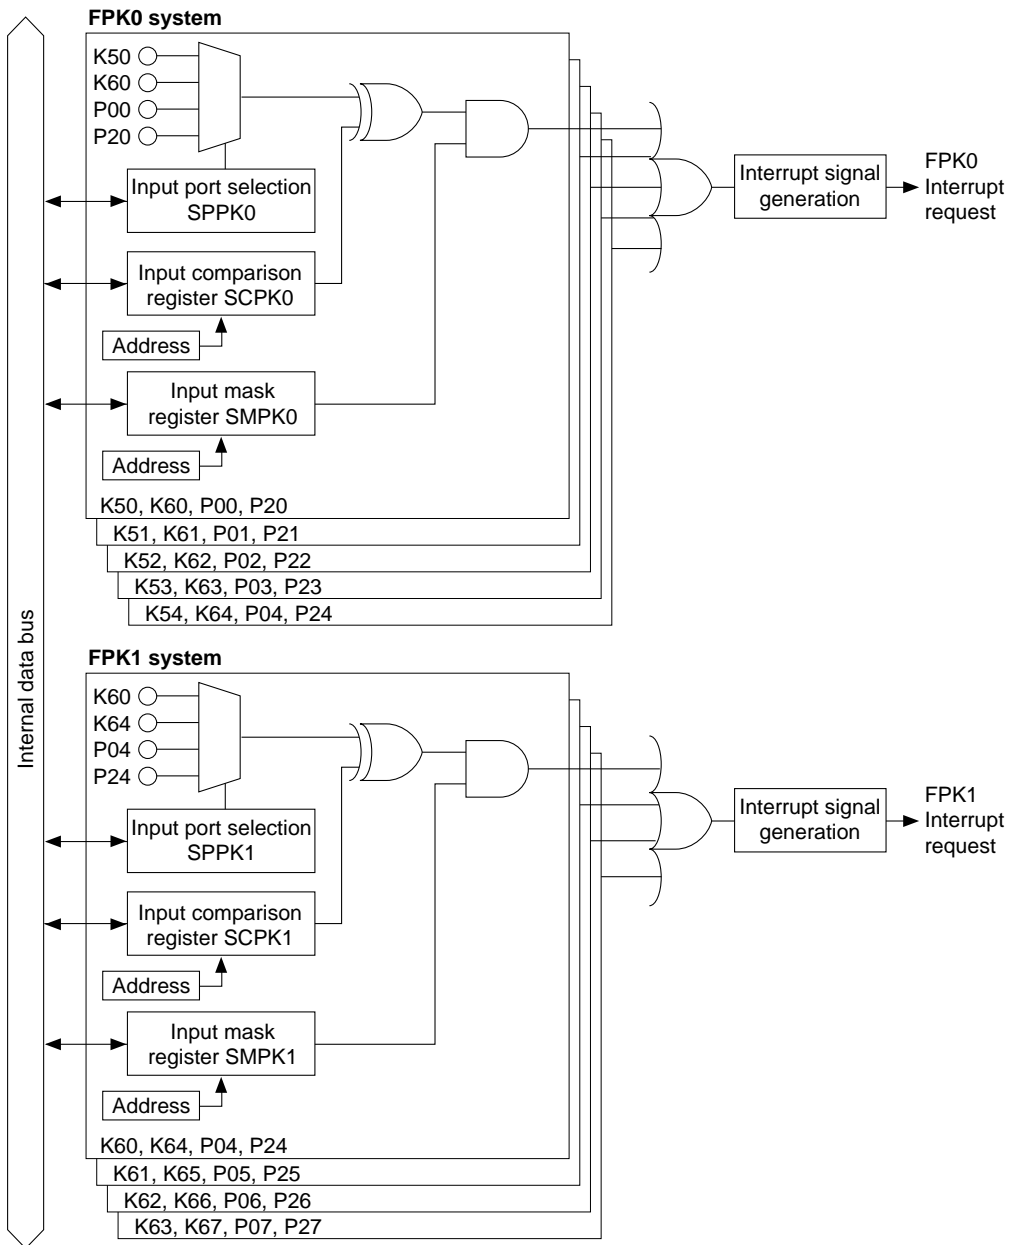 FPK0 system
K50
K60
P00
P20
Input port selection
SPPK0
Input comparison
register SCPK0
Address
Input mask
register SMPK0
Address
K50, K60, P00, P20
K51, K61, P01, P21
K52, K62, P02, P22
K53, K63, P03, P23
K54, K64, P04, P24
Interrupt signal
generation
FPK0
Interrupt
request
Internal data bus
FPK1 system
K60
K64
P04
P24
Input port selection
SPPK1
Input comparison
register SCPK1
Address
Input mask
register SMPK1
Address
K60, K64, P04, P24
K61, K65, P05, P25
K62, K66, P06, P26
K63, K67, P07, P27
Interrupt signal
generation
FPK1
Interrupt
request